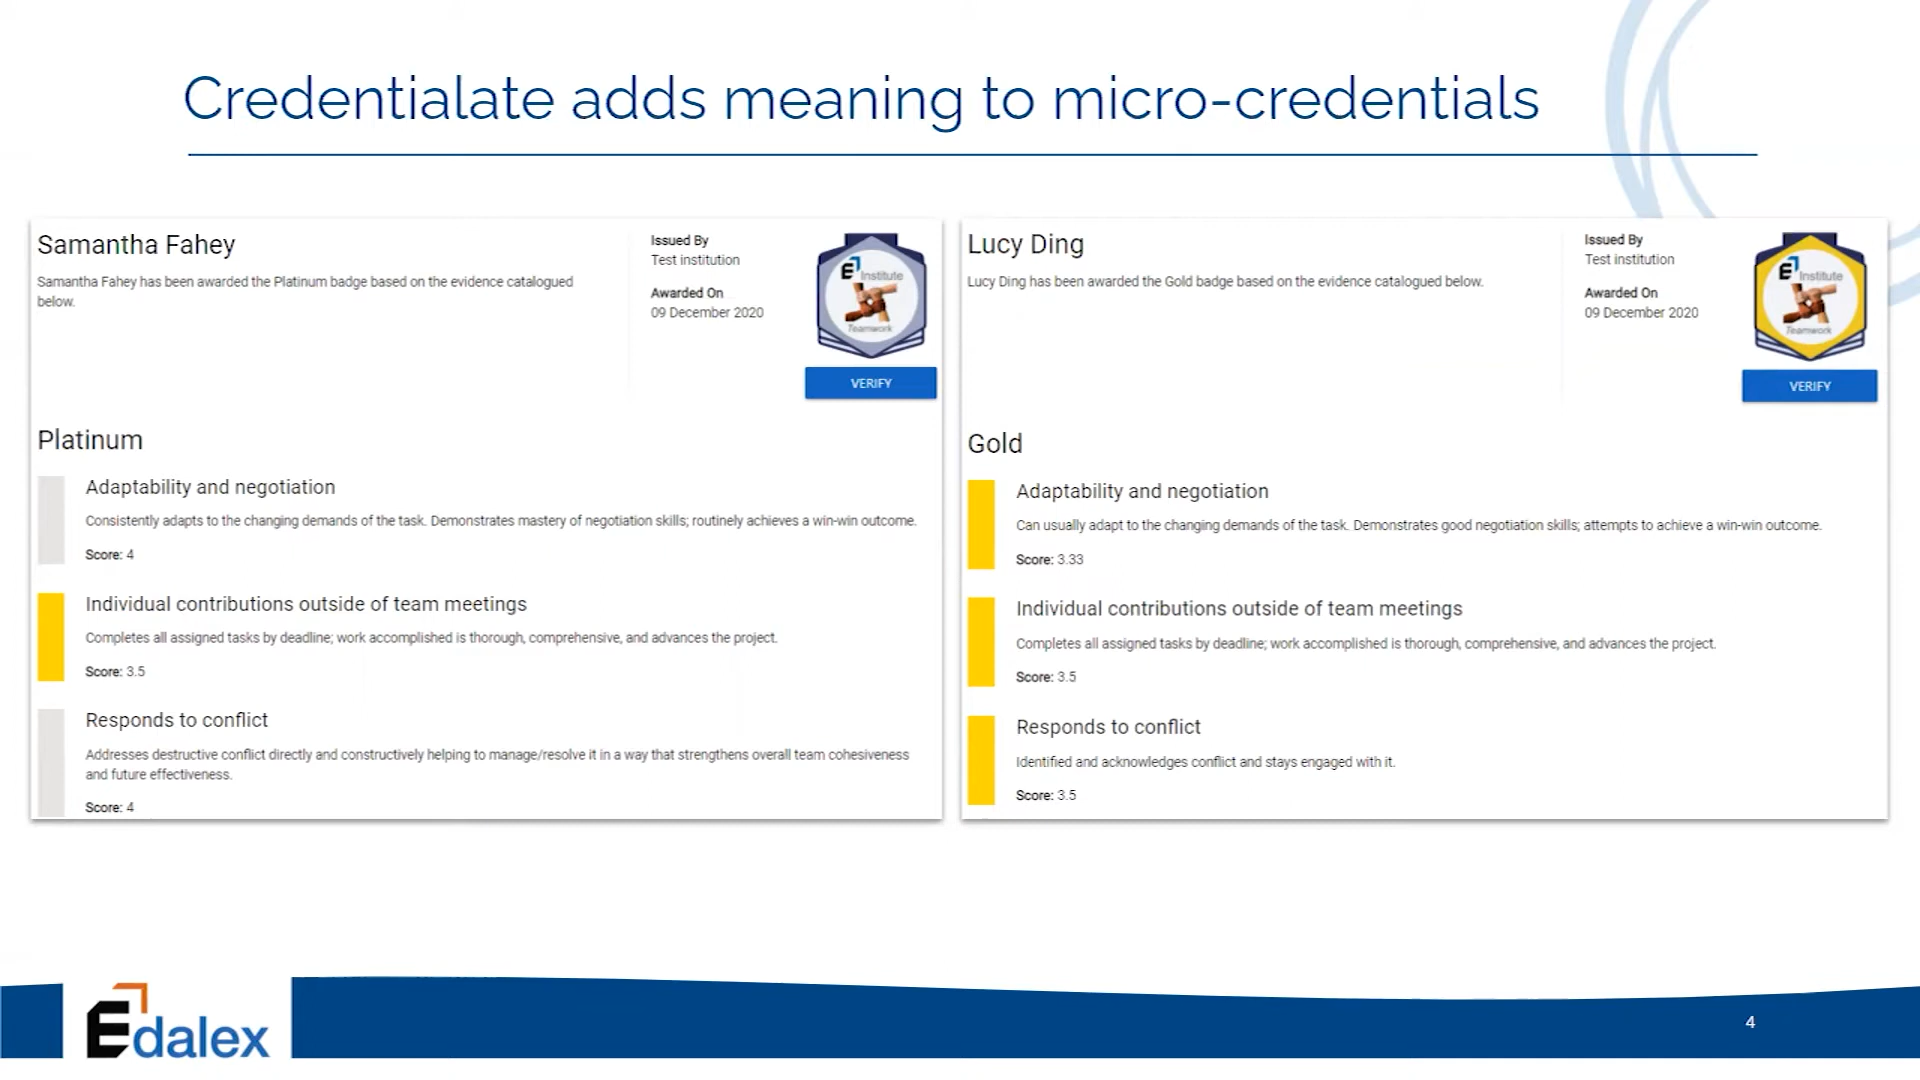 Credentialate adds meaning to micro-credentials
Samantha Fahey
Samantha Fahey has been awarded the Platinum badge based on the evidence catalogued
below.
Issued By
Test institution
Awarded On
09 December 2020
E Institute
Teamwork
VERIFY
Platinum
Adaptability and negotiation
Consistently adapts to the changing demands of the task. Demonstrates mastery of negotiation skills; routinely achieves a win-win outcome.
Score: 4
Individual contributions outside of team meetings
Completes all assigned tasks by deadline; work accomplished is thorough, comprehensive, and advances the project.
Score: 3.5
Responds to conflict
Addresses destructive conflict directly and constructively helping to manage/resolve it in a way that strengthens overall team cohesiveness
and future effectiveness.
Score: 4
Lucy Ding
Lucy Ding has been awarded the Gold badge based on the evidence catalogued below.
Issued By
Test institution
Awarded On
09 December 2020
E Institute
Teamwork
VERIFY
Gold
Adaptability and negotiation
Can usually adapt to the changing demands of the task. Demonstrates good negotiation skills; attempts to achieve a win-win outcome.
Score: 3.33
Individual contributions outside of team meetings
Completes all assigned tasks by deadline; work accomplished is thorough, comprehensive, and advances the project.
Score: 3.5
Responds to conflict
Identified and acknowledges conflict and stays engaged with it.
Score: 3.5
Edalex
4